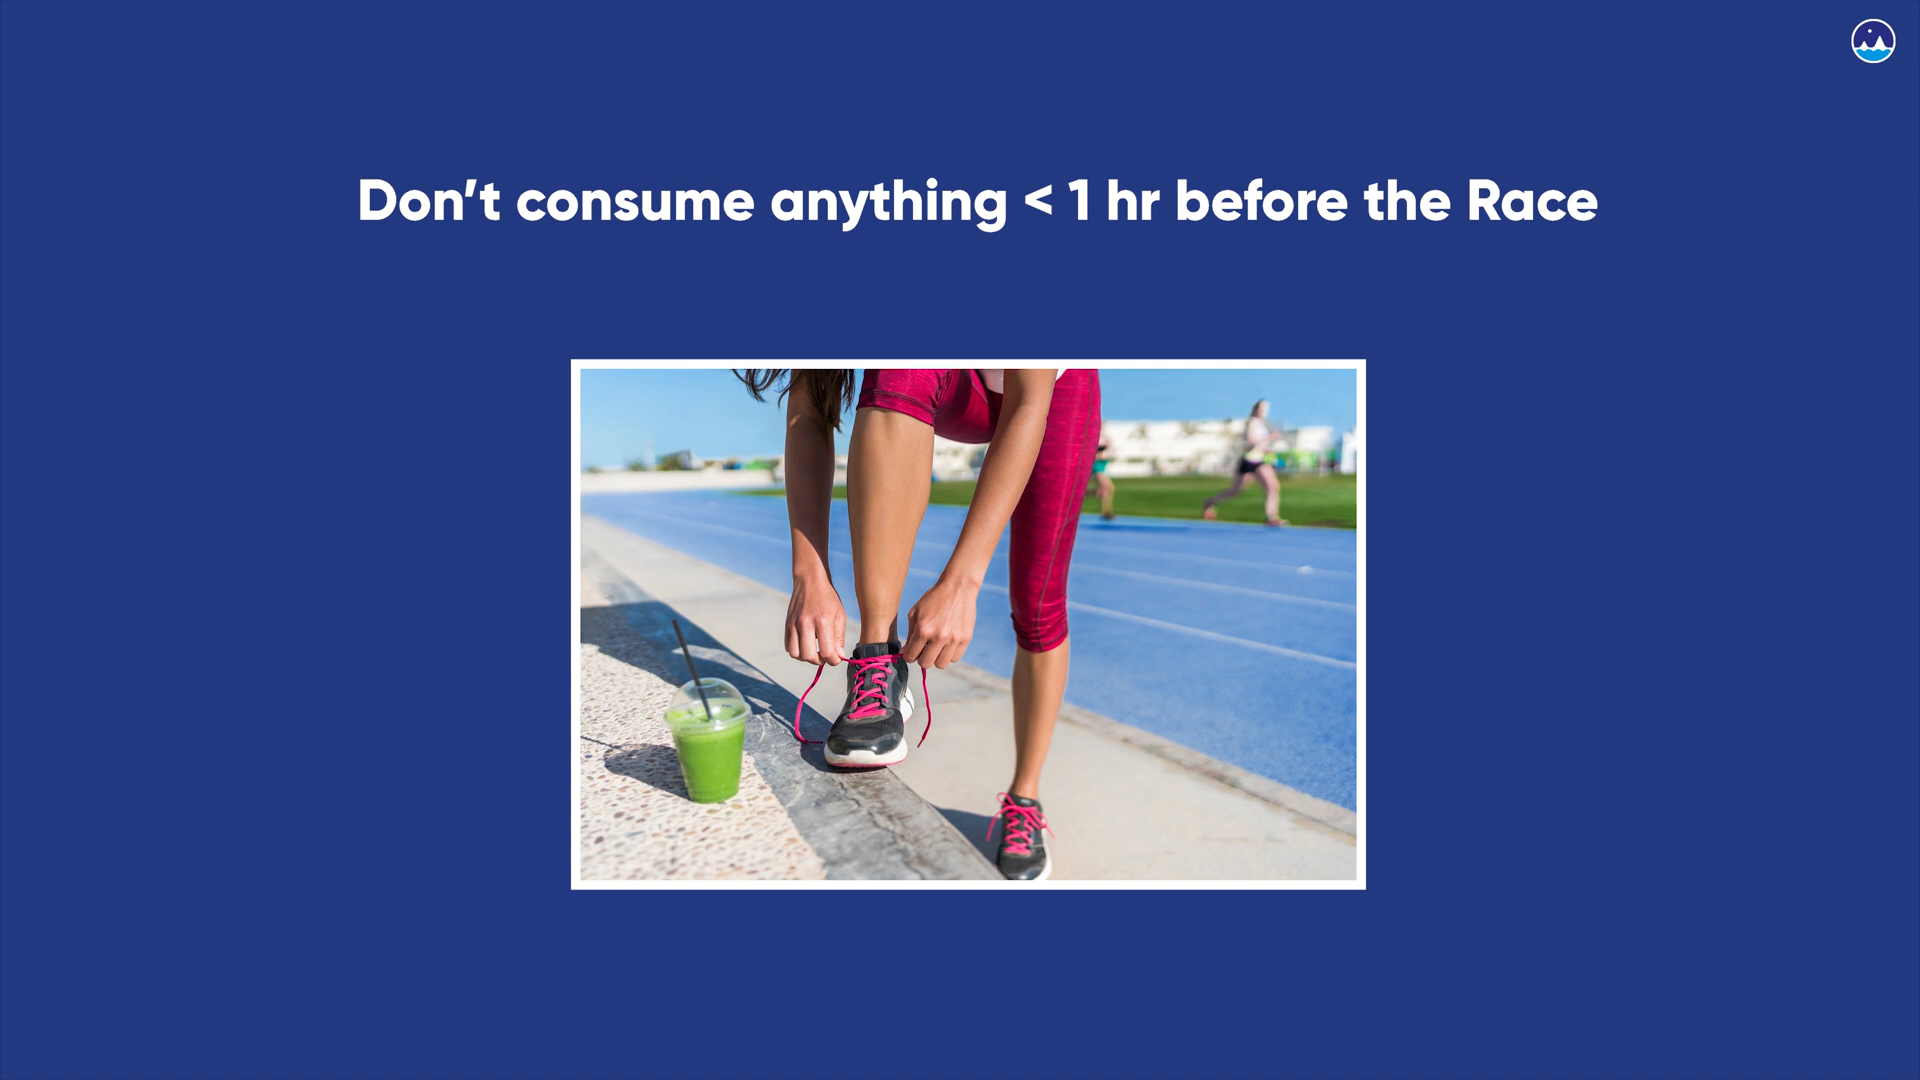 Don’t consume anything < 1 hr before the Race